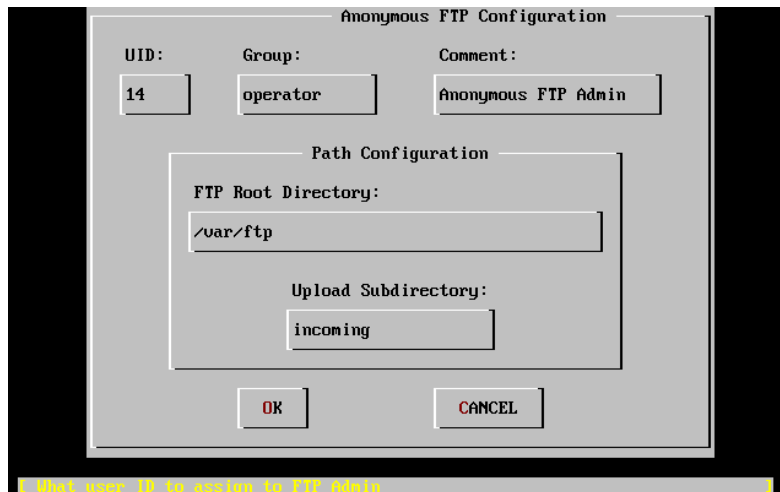 Anonymous FTP Configuration
UID: Group: Comment:
14 operator Anonymous FTP Admin
Path Configuration
FTP Root Directory:
/var/ftp
Upload Subdirectory:
incoming
OK CANCEL
[ What user ID to assign to FTP Admin ]